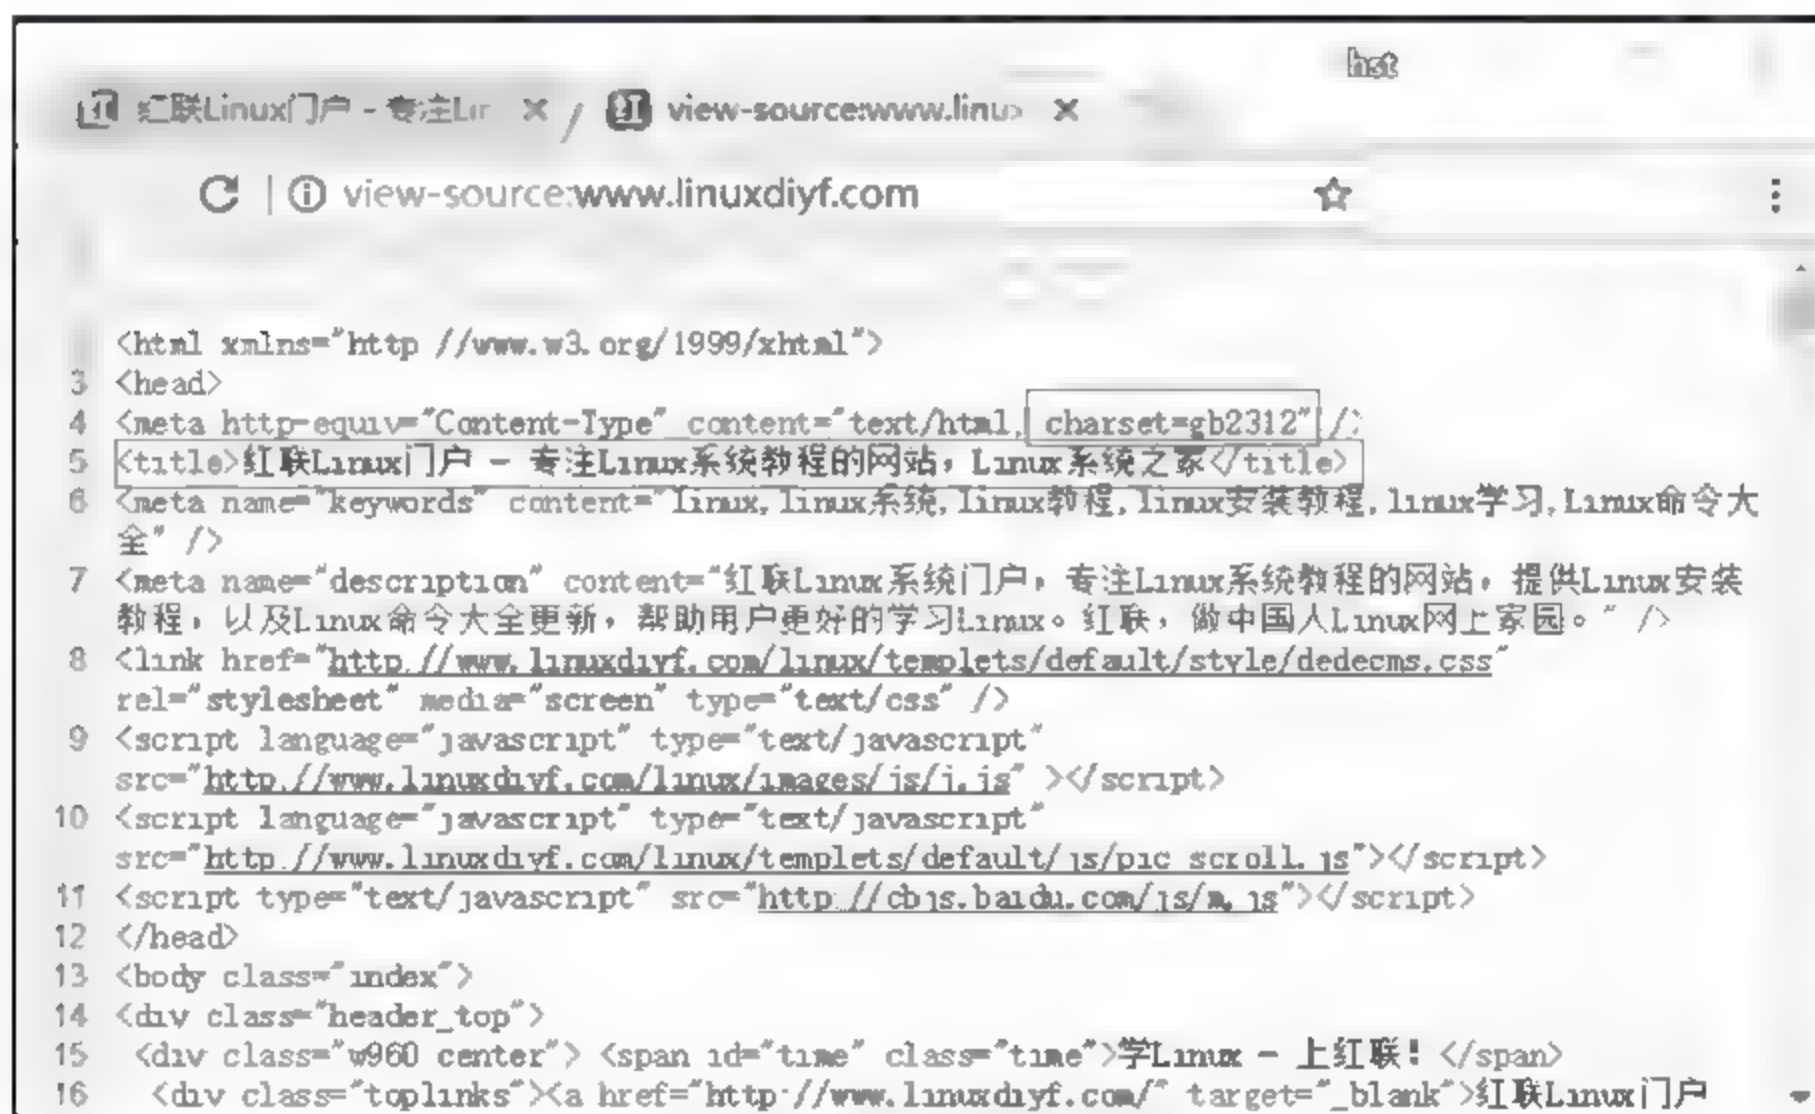 hst
红联Linux门户 - 专注Lir × / view-source:www.linu × 
view-source:www.linuxdiyf.com
<html xmlns="http://www.w3.org/1999/xhtml">
3 <head>
4 <meta http-equiv="Content-Type" content="text/html; charset=gb2312" />
5 <title>红联Linux门户 - 专注Linux系统教程的网站，Linux系统之家</title>
6 <meta name="keywords" content="linux,linux系统,linux教程,linux安装教程,linux学习,Linux命令大
全" />
7 <meta name="description" content="红联Linux系统门户，专注Linux系统教程的网站，提供Linux安装
教程，以及Linux命令大全更新，帮助用户更好的学习Linux。红联，做中国人Linux网上家园。" />
8 <link href="http://www.linuxdiyf.com/linux/templets/default/style/dedecms.css"
rel="stylesheet" media="screen" type="text/css" />
9 <script language="javascript" type="text/javascript"
src="http://www.linuxdiyf.com/linux/images/js/j.js" ></script>
10 <script language="javascript" type="text/javascript"
src="http://www.linuxdiyf.com/linux/templets/default/js/pic_scroll.js"></script>
11 <script type="text/javascript" src="http://cbjs.baidu.com/js/m.js"></script>
12 </head>
13 <body class="index">
14 <div class="header_top">
15 <div class="w960 center"> <span id="time" class="time">学Linux - 上红联！</span>
16 <div class="toplinks"><a href="http://www.linuxdiyf.com/" target="_blank">红联Linux门户